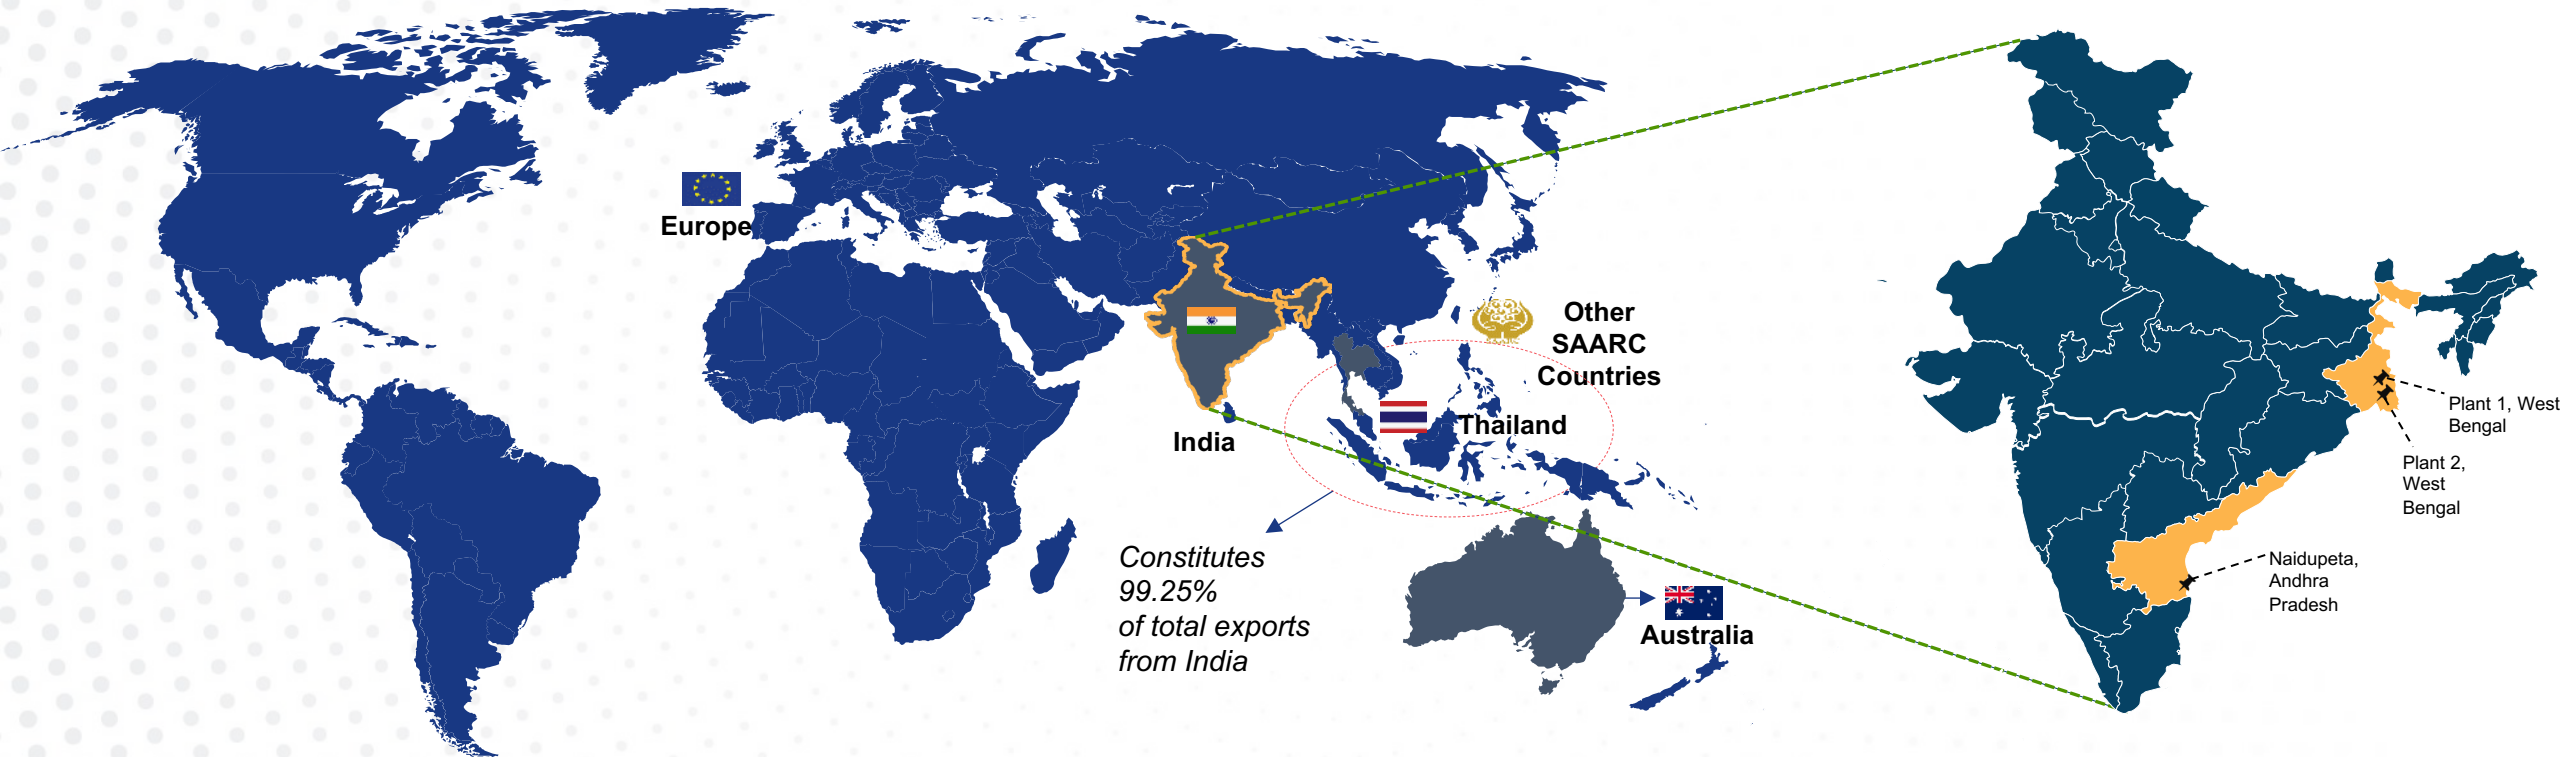 Europe
India
Other
SAARC
Countries
Thailand
Constitutes
99.25%
of total exports
from India
Australia
Plant 1, West
Bengal
Plant 2,
West
Bengal
Naidupeta,
Andhra
Pradesh